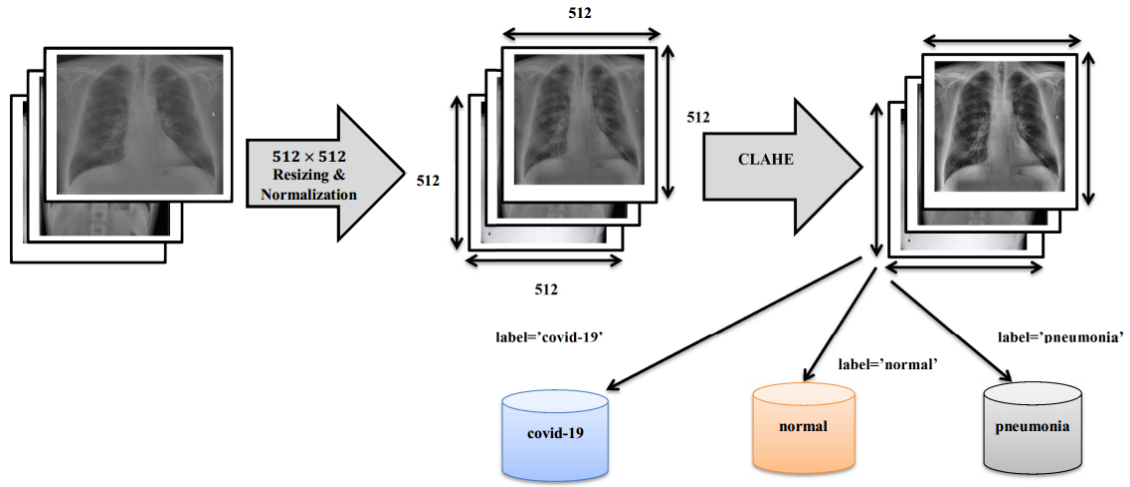 512
512 × 512
Resizing &
Normalization
512
512
CLAHE
512
label=’covid-19’
label=’normal’
label=’pneumonia’
covid-19
normal
pneumonia